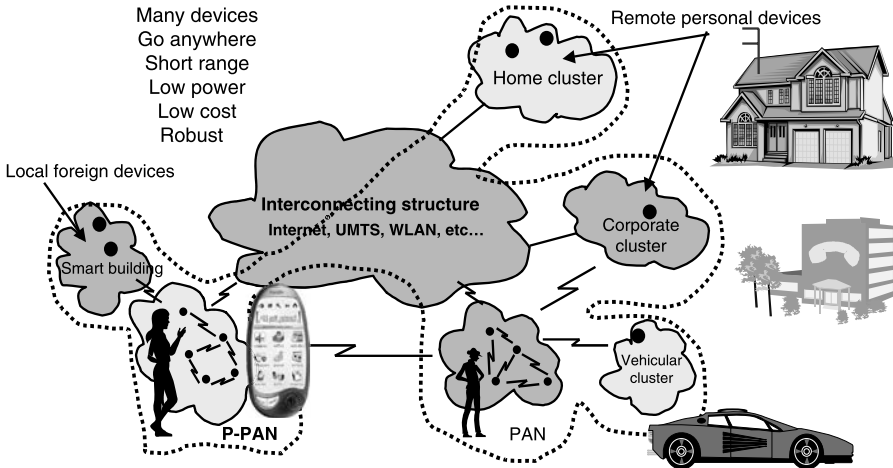 Many devices
Go anywhere
Short range
Low power
Low cost
Robust
Remote personal devices
Home cluster
Local foreign devices
Interconnecting structure
Internet, UMTS, WLAN, etc...
Corporate
cluster
Smart building
Vehicular
cluster
P-PAN
PAN